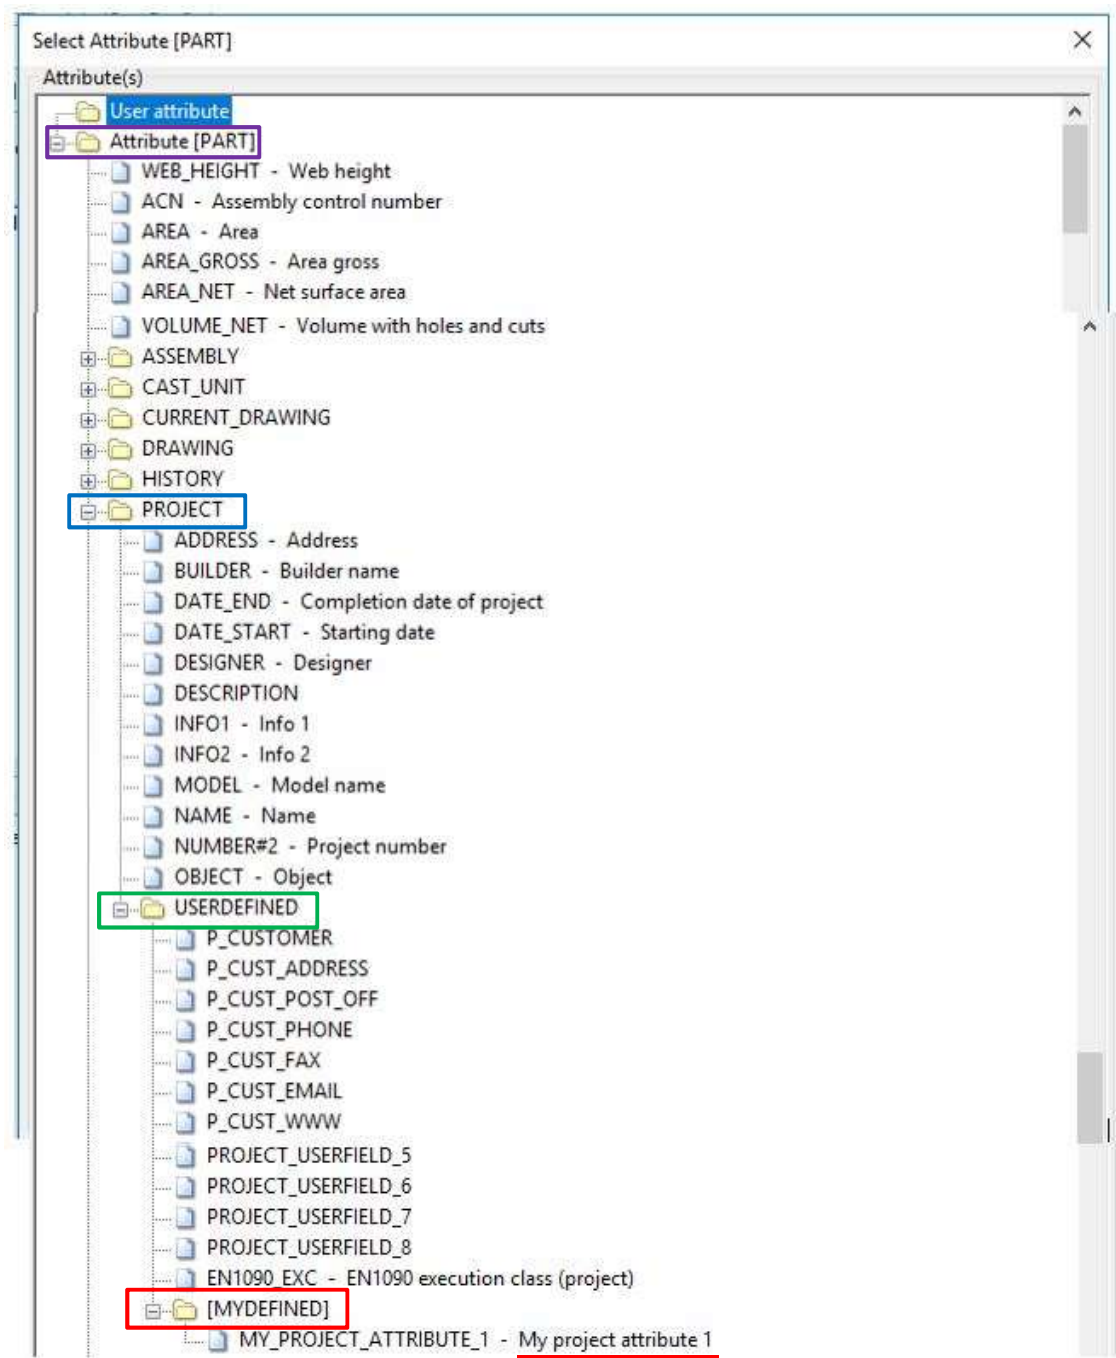 Select Attribute [PART]
Attribute(s)
User attribute
Attribute [PART]
WEB_HEIGHT - Web height
ACN - Assembly control number
AREA - Area
AREA_GROSS - Area gross
AREA_NET - Net surface area
VOLUME_NET - Volume with holes and cuts
ASSEMBLY
CAST_UNIT
CURRENT_DRAWING
DRAWING
HISTORY
PROJECT
ADDRESS - Address
BUILDER - Builder name
DATE_END - Completion date of project
DATE_START - Starting date
DESIGNER - Designer
DESCRIPTION
INFO1 - Info 1
INFO2 - Info 2
MODEL - Model name
NAME - Name
NUMBER#2 - Project number
OBJECT - Object
USERDEFINED
P_CUSTOMER
P_CUST_ADDRESS
P_CUST_POST_OFF
P_CUST_PHONE
P_CUST_FAX
P_CUST_EMAIL
P_CUST_WWW
PROJECT_USERFIELD_5
PROJECT_USERFIELD_6
PROJECT_USERFIELD_7
PROJECT_USERFIELD_8
EN1090_EXC - EN1090 execution class (project)
[MYDEFINED]
MY_PROJECT_ATTRIBUTE_1 - My project attribute 1